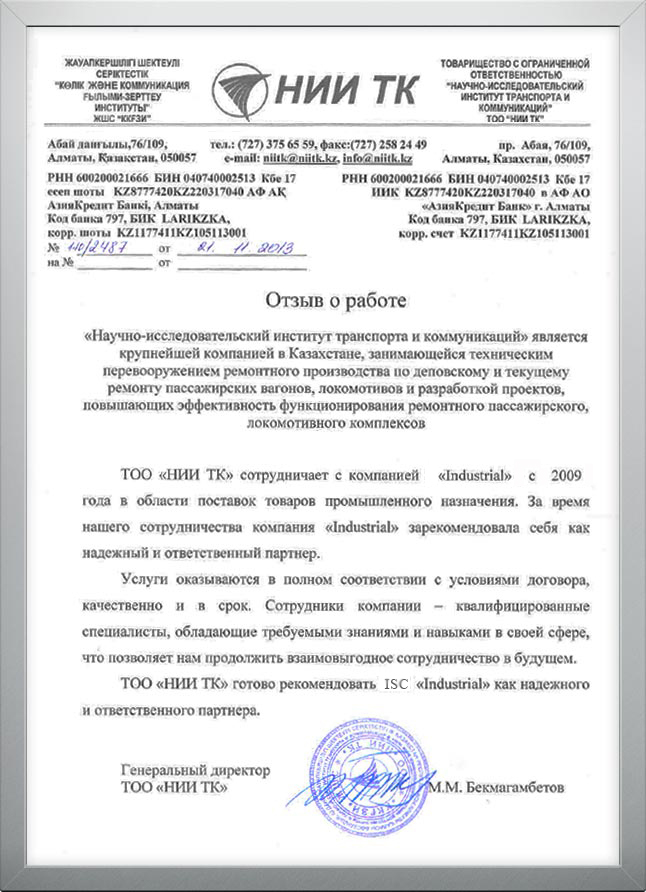 ЖАУАПКЕРШІЛІГІ ШЕКТЕУЛІ
СЕРІКТЕСТІК
"КӨЛІК ЖӘНЕ КОММУНИКАЦИЯ
ҒЫЛЫМИ-ЗЕРТТЕУ
ИНСТИТУТЫ"
ЖШС "ККҒЗИ"
НИИ ТК
ТОВАРИЩЕСТВО С ОГРАНИЧЕННОЙ
ОТВЕТСТВЕННОСТЬЮ
"НАУЧНО-ИССЛЕДОВАТЕЛЬСКИЙ
ИНСТИТУТ ТРАНСПОРТА И
КОММУНИКАЦИЙ"
ТОО "НИИ ТК"
Абай даңғылы,76/109, тел.: (727) 375 65 59, факс:(727) 258 24 49 пр. Абая, 76/109,
Алматы, Қазақстан, 050057 e-mail: niitk@niitk.kz, info@niitk.kz Алматы, Казахстан, 050057
РНН 600200021666 БИН 040740002513 Кбе 17
есеп шоты KZ8777420KZ220317040 АФ АҚ
АзияКредит Банкі, Алматы
Код банка 797, БИК LARIKZKA,
корр. шоты KZ1177411KZ105113001
РНН 600200021666 БИН 040740002513 Кбе 17
ИИК KZ8777420KZ220317040 в АФ АО
«АзияКредит Банк» г. Алматы
Код банка 797, БИК LARIKZKA,
корр. счет KZ1177411KZ105113001
№ /2487 от 21. 11. 2013
на № от
Отзыв о работе
«Научно-исследовательский институт транспорта и коммуникаций» является
крупнейшей компанией в Казахстане, занимающейся техническим
перевооружением ремонтного производства по деповскому и текущему
ремонту пассажирских вагонов, локомотивов и разработкой проектов,
повышающих эффективность функционирования ремонтного пассажирского,
локомотивного комплексов
ТОО «НИИ ТК» сотрудничает с компанией «Industrial» с 2009
года в области поставок товаров промышленного назначения. За время
нашего сотрудничества компания «Industrial» зарекомендовала себя как
надежный и ответственный партнер.
Услуги оказываются в полном соответствии с условиями договора,
качественно и в срок. Сотрудники компании – квалифицированные
специалисты, обладающие требуемыми знаниями и навыками в своей сфере,
что позволяет нам продолжить взаимовыгодное сотрудничество в будущем.
ТОО «НИИ ТК» готово рекомендовать ISC «Industrial» как надежного
и ответственного партнера.
Генеральный директор
ТОО «НИИ ТК» М.М. Бекмагамбетов